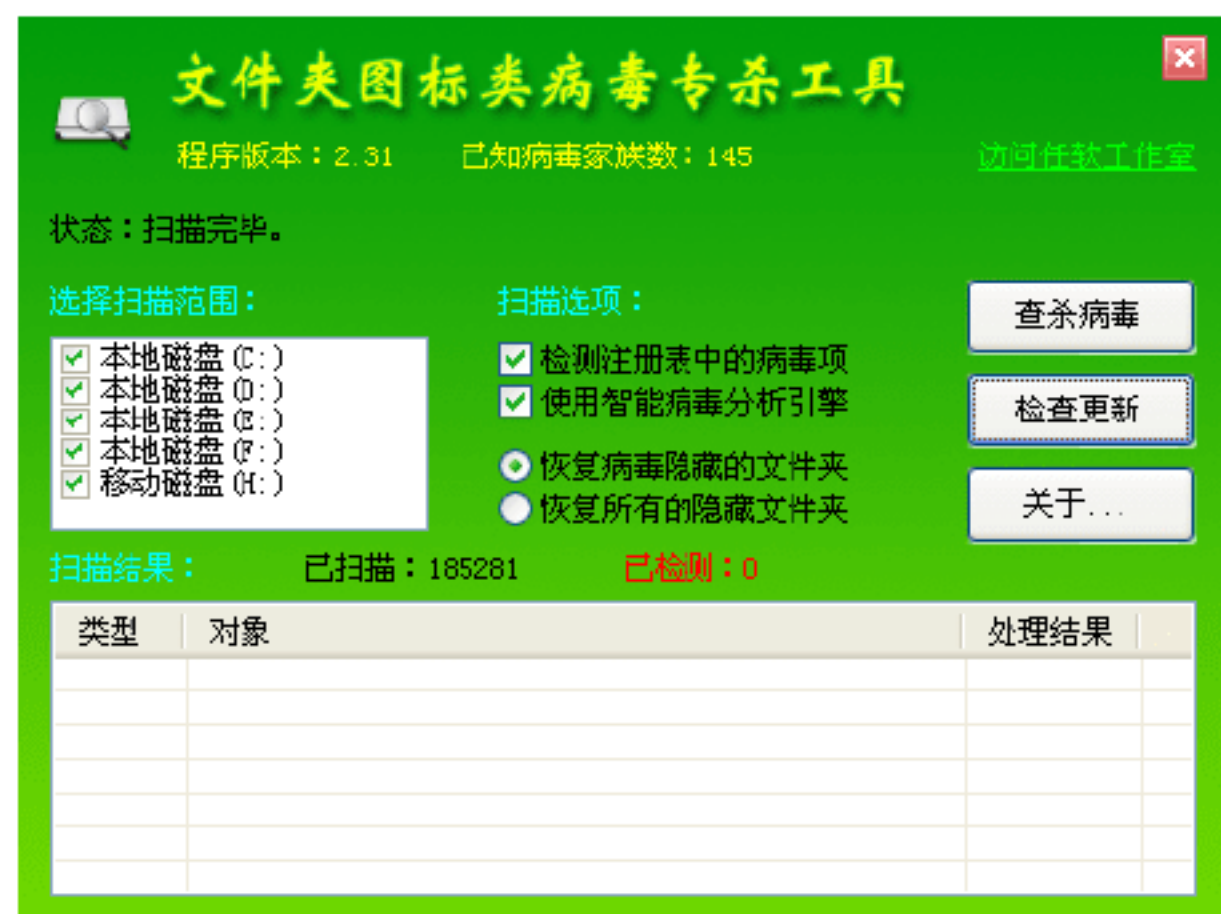 文件夹图标类病毒专杀工具
程序版本：2.31 已知病毒家族数：145 访问任软工作室
状态：扫描完毕。
选择扫描范围： 扫描选项：
查杀病毒
本地磁盘(C:) 检测注册表中的病毒项
本地磁盘(D:) 使用智能病毒分析引擎 检查更新
本地磁盘(E:)
本地磁盘(F:) 恢复病毒隐藏的文件夹
移动磁盘(H:) 恢复所有的隐藏文件夹 关于...
扫描结果： 已扫描：185281 已检测：0
类型 对象 处理结果